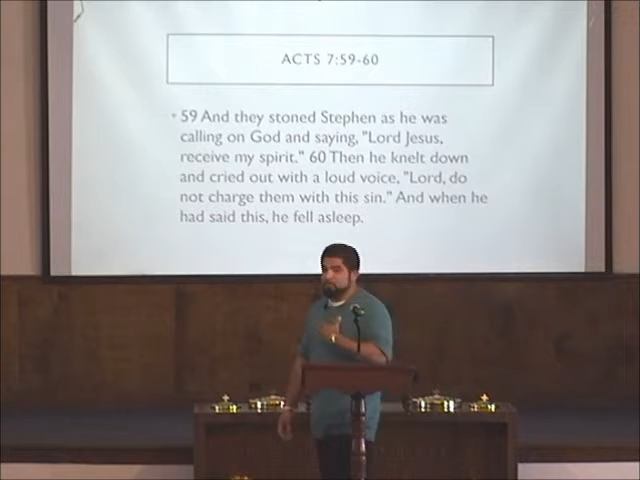 ACTS 7:59-60
• 59 And they stoned Stephen as he was
calling on God and saying, "Lord Jesus,
receive my spirit." 60 Then he knelt down
and cried out with a loud voice, "Lord, do
not charge them with this sin." And when he
had said this, he fell asleep.